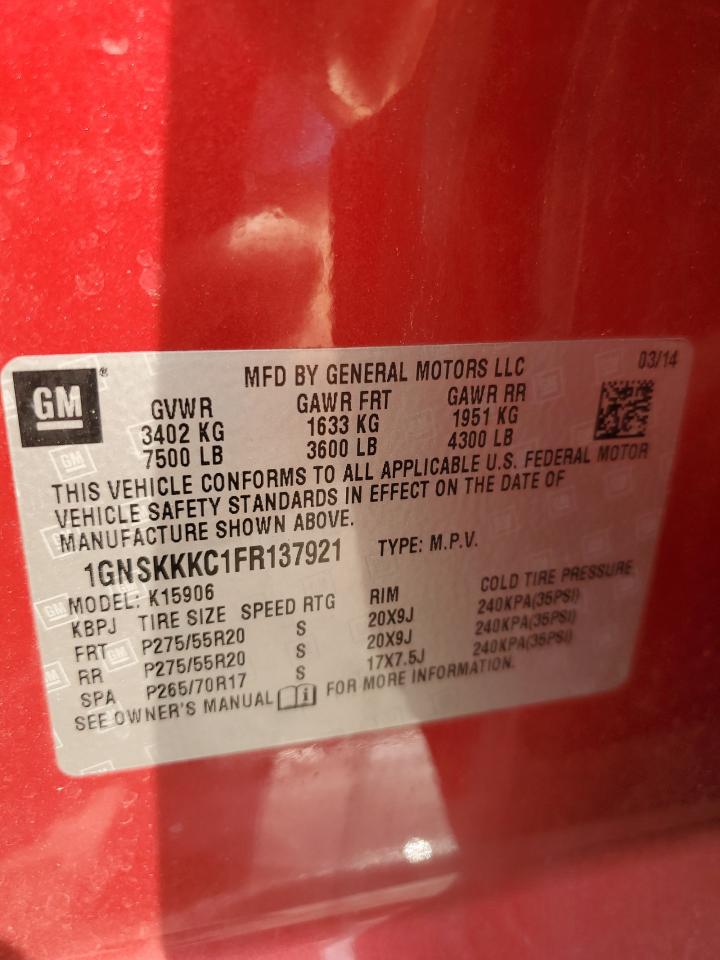 GM ®
MFD BY GENERAL MOTORS LLC 03/14
GVWR GAWR FRT GAWR RR
3402 KG 1633 KG 1951 KG
7500 LB 3600 LB 4300 LB
THIS VEHICLE CONFORMS TO ALL APPLICABLE U.S. FEDERAL MOTOR
VEHICLE SAFETY STANDARDS IN EFFECT ON THE DATE OF
MANUFACTURE SHOWN ABOVE.
1GNSKKKC1FR137921 TYPE: M.P.V.
MODEL: K15906
KBPJ TIRE SIZE SPEED RTG RIM COLD TIRE PRESSURE
FRT P275/55R20 S 20X9J 240KPA(35PSI)
RR P275/55R20 S 20X9J 240KPA(35PSI)
SPA P265/70R17 S 17X7.5J 240KPA(35PSI)
SEE OWNER'S MANUAL i FOR MORE INFORMATION.